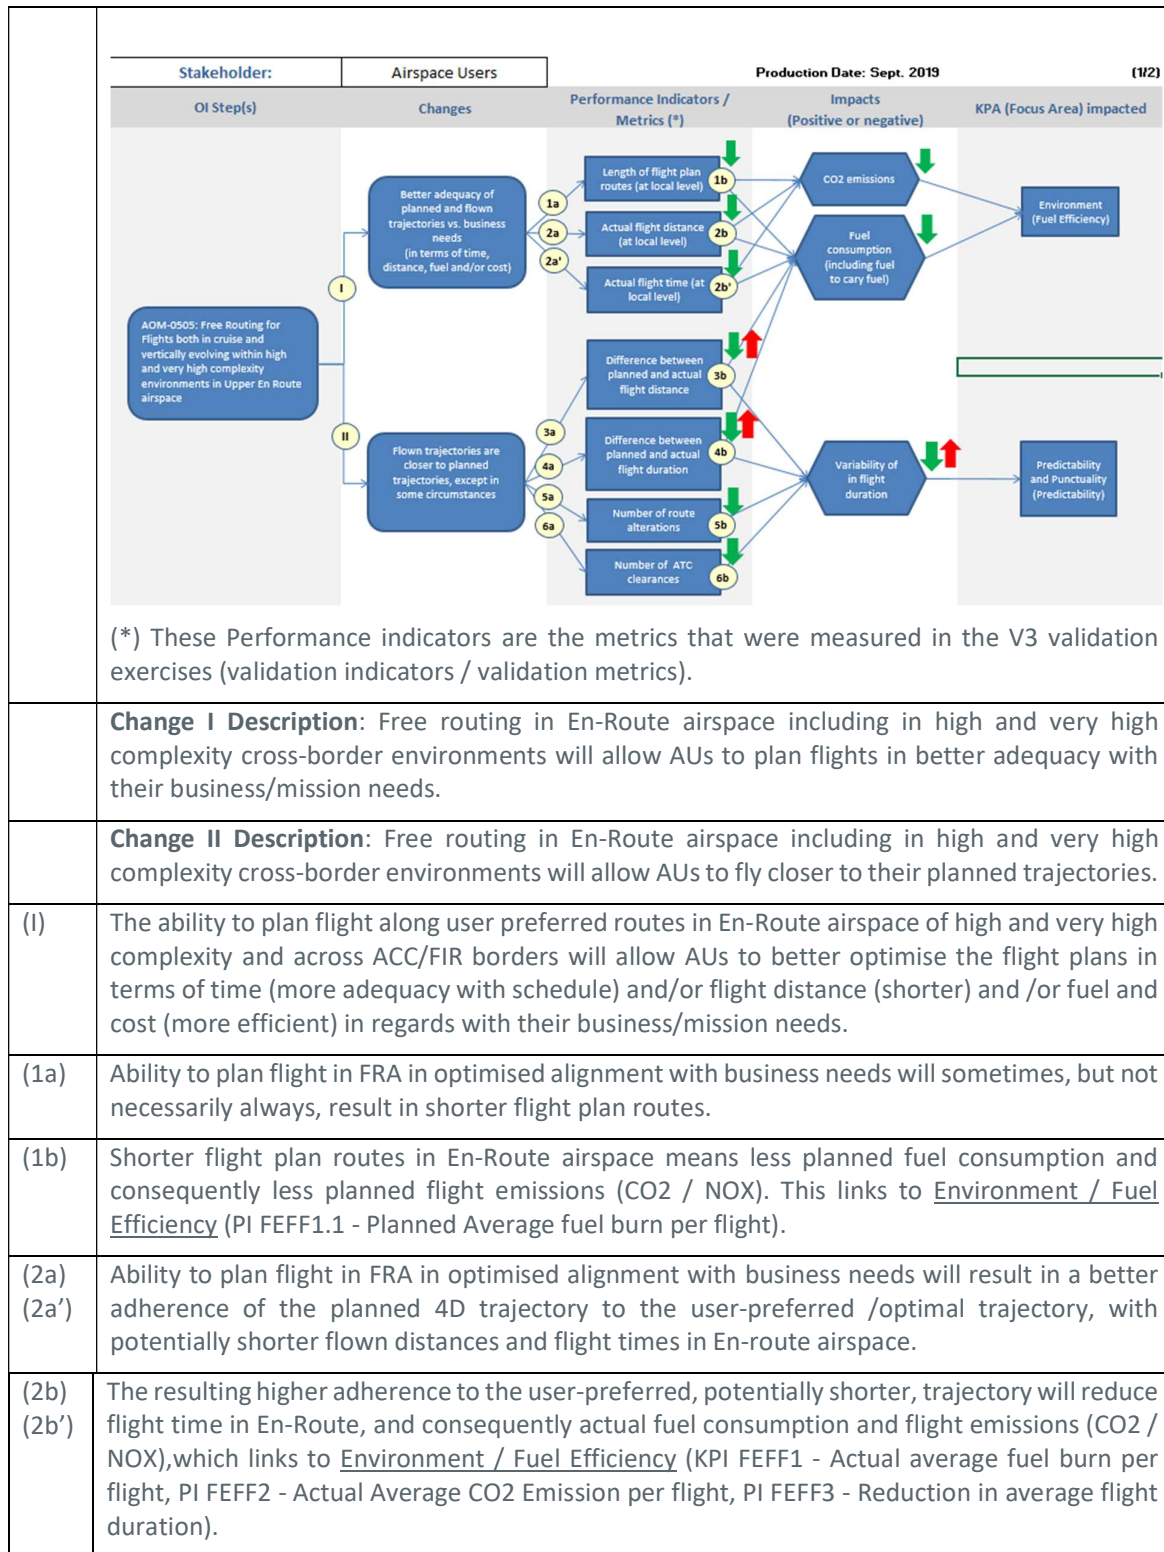 Stakeholder:
Airspace Users
Production Date: Sept. 2019
(1/2)
OI Step(s)
Changes
Performance Indicators /
Metrics (*)
Impacts
(Positive or negative)
KPA (Focus Area) impacted
AOM-0505: Free Routing for
Flights both in cruise and
vertically evolving within high
and very high complexity
environments in Upper En Route
airspace
I
II
Better adequacy of
planned and flown
trajectories vs. business
needs
(in terms of time,
distance, fuel and/or cost)
Flown trajectories are
closer to planned
trajectories, except in
some circumstances
1a
2a
2a'
3a
4a
5a
6a
Length of flight plan
routes (at local level)
1b
Actual flight distance
(at local level)
2b
Actual flight time (at
local level)
2b'
Difference between
planned and actual
flight distance
3b
Difference between
planned and actual
flight duration
4b
Number of route
alterations
5b
Number of ATC
clearances
6b
CO2 emissions
Fuel
consumption
(including fuel
to cary fuel)
Variability of
in flight
duration
Environment
(Fuel Efficiency)
Predictability
and Punctuality
(Predictability)
(*) These Performance indicators are the metrics that were measured in the V3 validation
exercises (validation indicators / validation metrics).
Change I Description: Free routing in En-Route airspace including in high and very high
complexity cross-border environments will allow AUs to plan flights in better adequacy with
their business/mission needs.
Change II Description: Free routing in En-Route airspace including in high and very high
complexity cross-border environments will allow AUs to fly closer to their planned trajectories.
(I) The ability to plan flight along user preferred routes in En-Route airspace of high and very high
complexity and across ACC/FIR borders will allow AUs to better optimise the flight plans in
terms of time (more adequacy with schedule) and/or flight distance (shorter) and /or fuel and
cost (more efficient) in regards with their business/mission needs.
(1a) Ability to plan flight in FRA in optimised alignment with business needs will sometimes, but not
necessarily always, result in shorter flight plan routes.
(1b) Shorter flight plan routes in En-Route airspace means less planned fuel consumption and
consequently less planned flight emissions (CO2 / NOX). This links to Environment / Fuel
Efficiency (PI FEFF1.1 - Planned Average fuel burn per flight).
(2a) Ability to plan flight in FRA in optimised alignment with business needs will result in a better
(2a’) adherence of the planned 4D trajectory to the user-preferred /optimal trajectory, with
potentially shorter flown distances and flight times in En-route airspace.
(2b) The resulting higher adherence to the user-preferred, potentially shorter, trajectory will reduce
(2b’) flight time in En-Route, and consequently actual fuel consumption and flight emissions (CO2 /
NOX),which links to Environment / Fuel Efficiency (KPI FEFF1 - Actual average fuel burn per
flight, PI FEFF2 - Actual Average CO2 Emission per flight, PI FEFF3 - Reduction in average flight
duration).